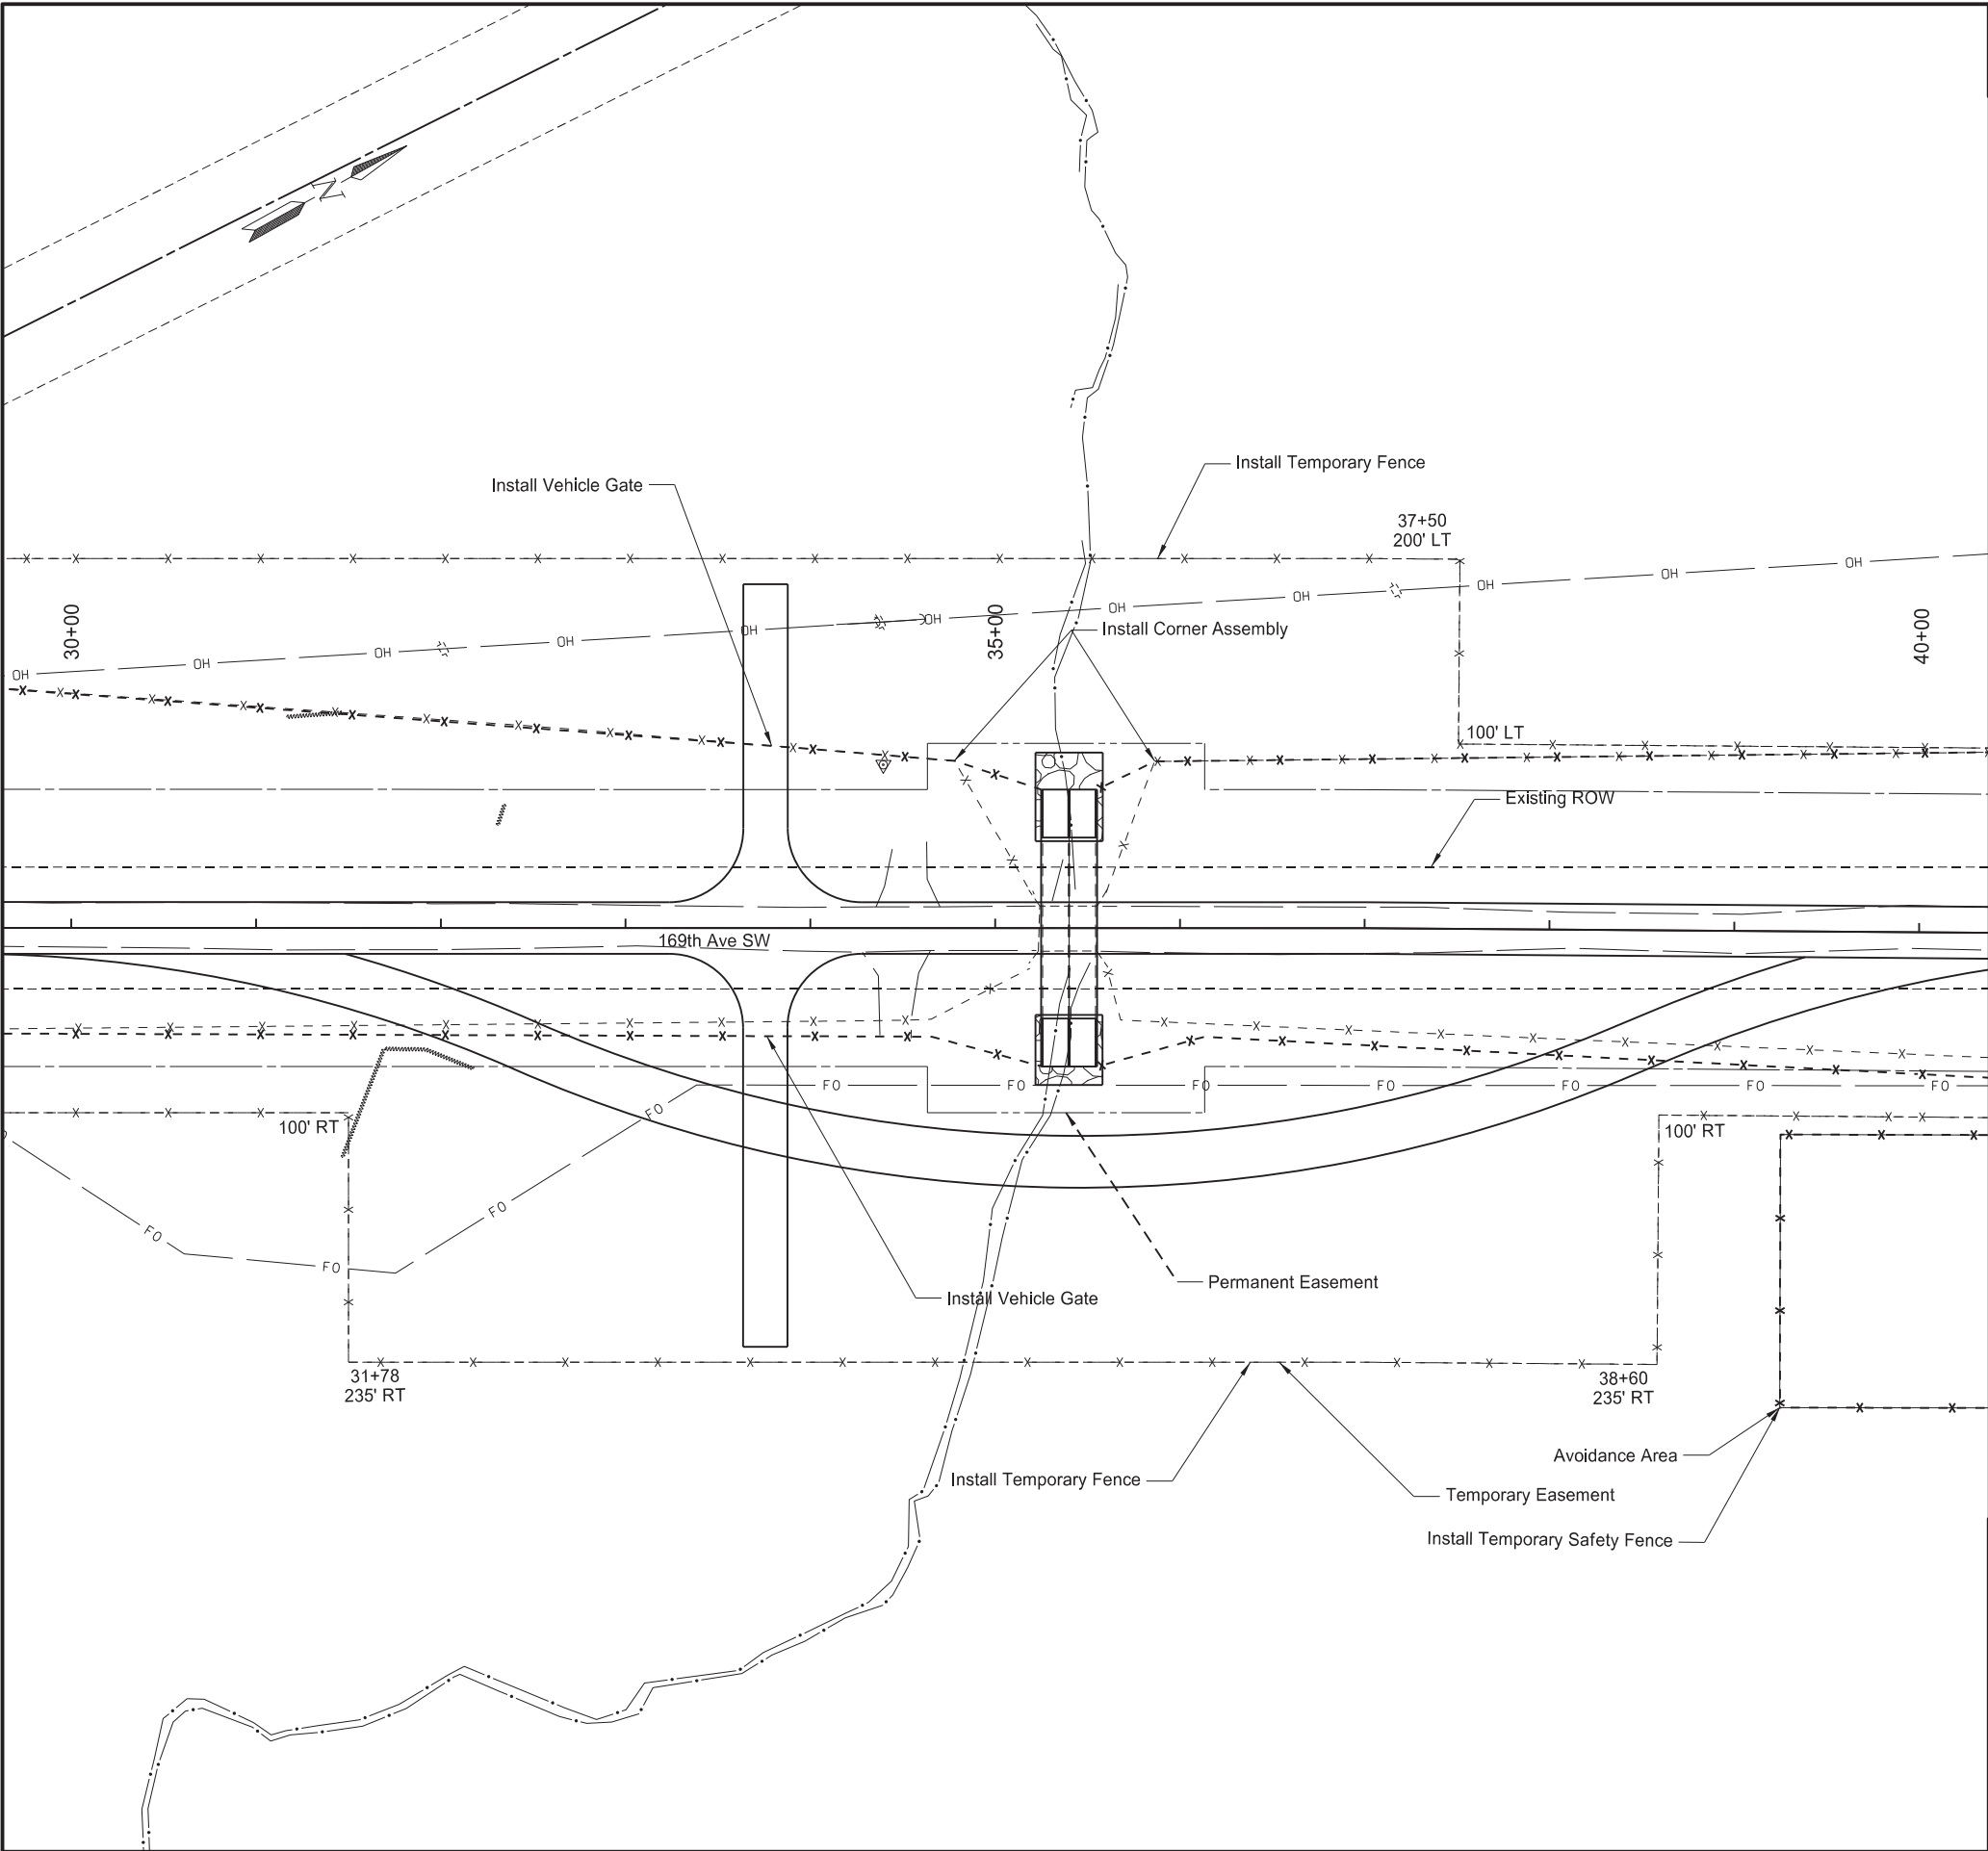 N
Install Temporary Fence
Install Vehicle Gate
37+50
200' LT
OH
OH
OH
OH
OH
30+00
35+00
40+00
OH
OH
Install Corner Assembly
OH
OH
OH
OH
100' LT
Existing ROW
169th Ave SW
FO
FO
FO
FO
FO
FO
FO
FO
100' RT
100' RT
FO
FO
FO
Permanent Easement
Install Vehicle Gate
31+78
235' RT
38+60
235' RT
Avoidance Area
Install Temporary Fence
Temporary Easement
Install Temporary Safety Fence